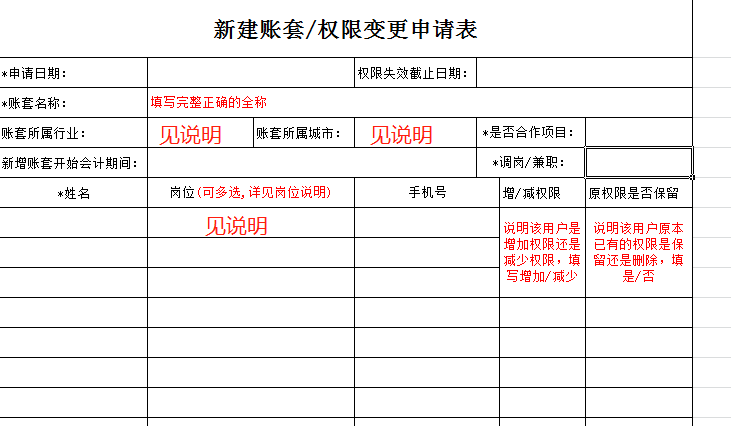 新建账套/权限变更申请表
*申请日期： 权限失效截止日期：
*账套名称： 填写完整正确的全称
账套所属行业： 见说明 账套所属城市： 见说明 *是否合作项目：
新增账套开始会计期间： *调岗/兼职：
*姓名 岗位(可多选,详见岗位说明) 手机号 增/减权限 原权限是否保留
见说明
说明该用户是
增加权限还是
减少权限，填
写增加/减少
说明该用户原本
已有的权限是保
留还是删除，填
是/否